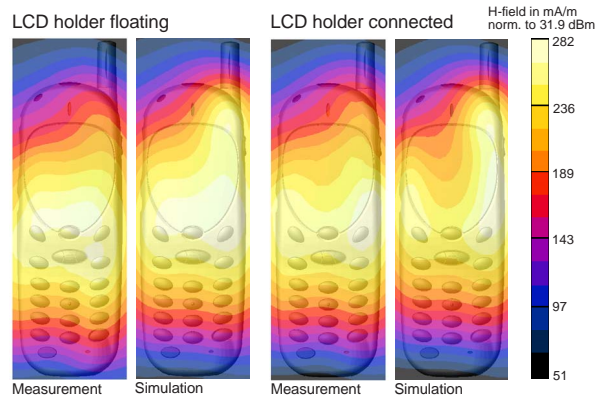 LCD holder floating
LCD holder connected
H-field in mA/m
norm. to 31.9 dBm
282
236
189
143
97
51
Measurement
Simulation
Measurement
Simulation